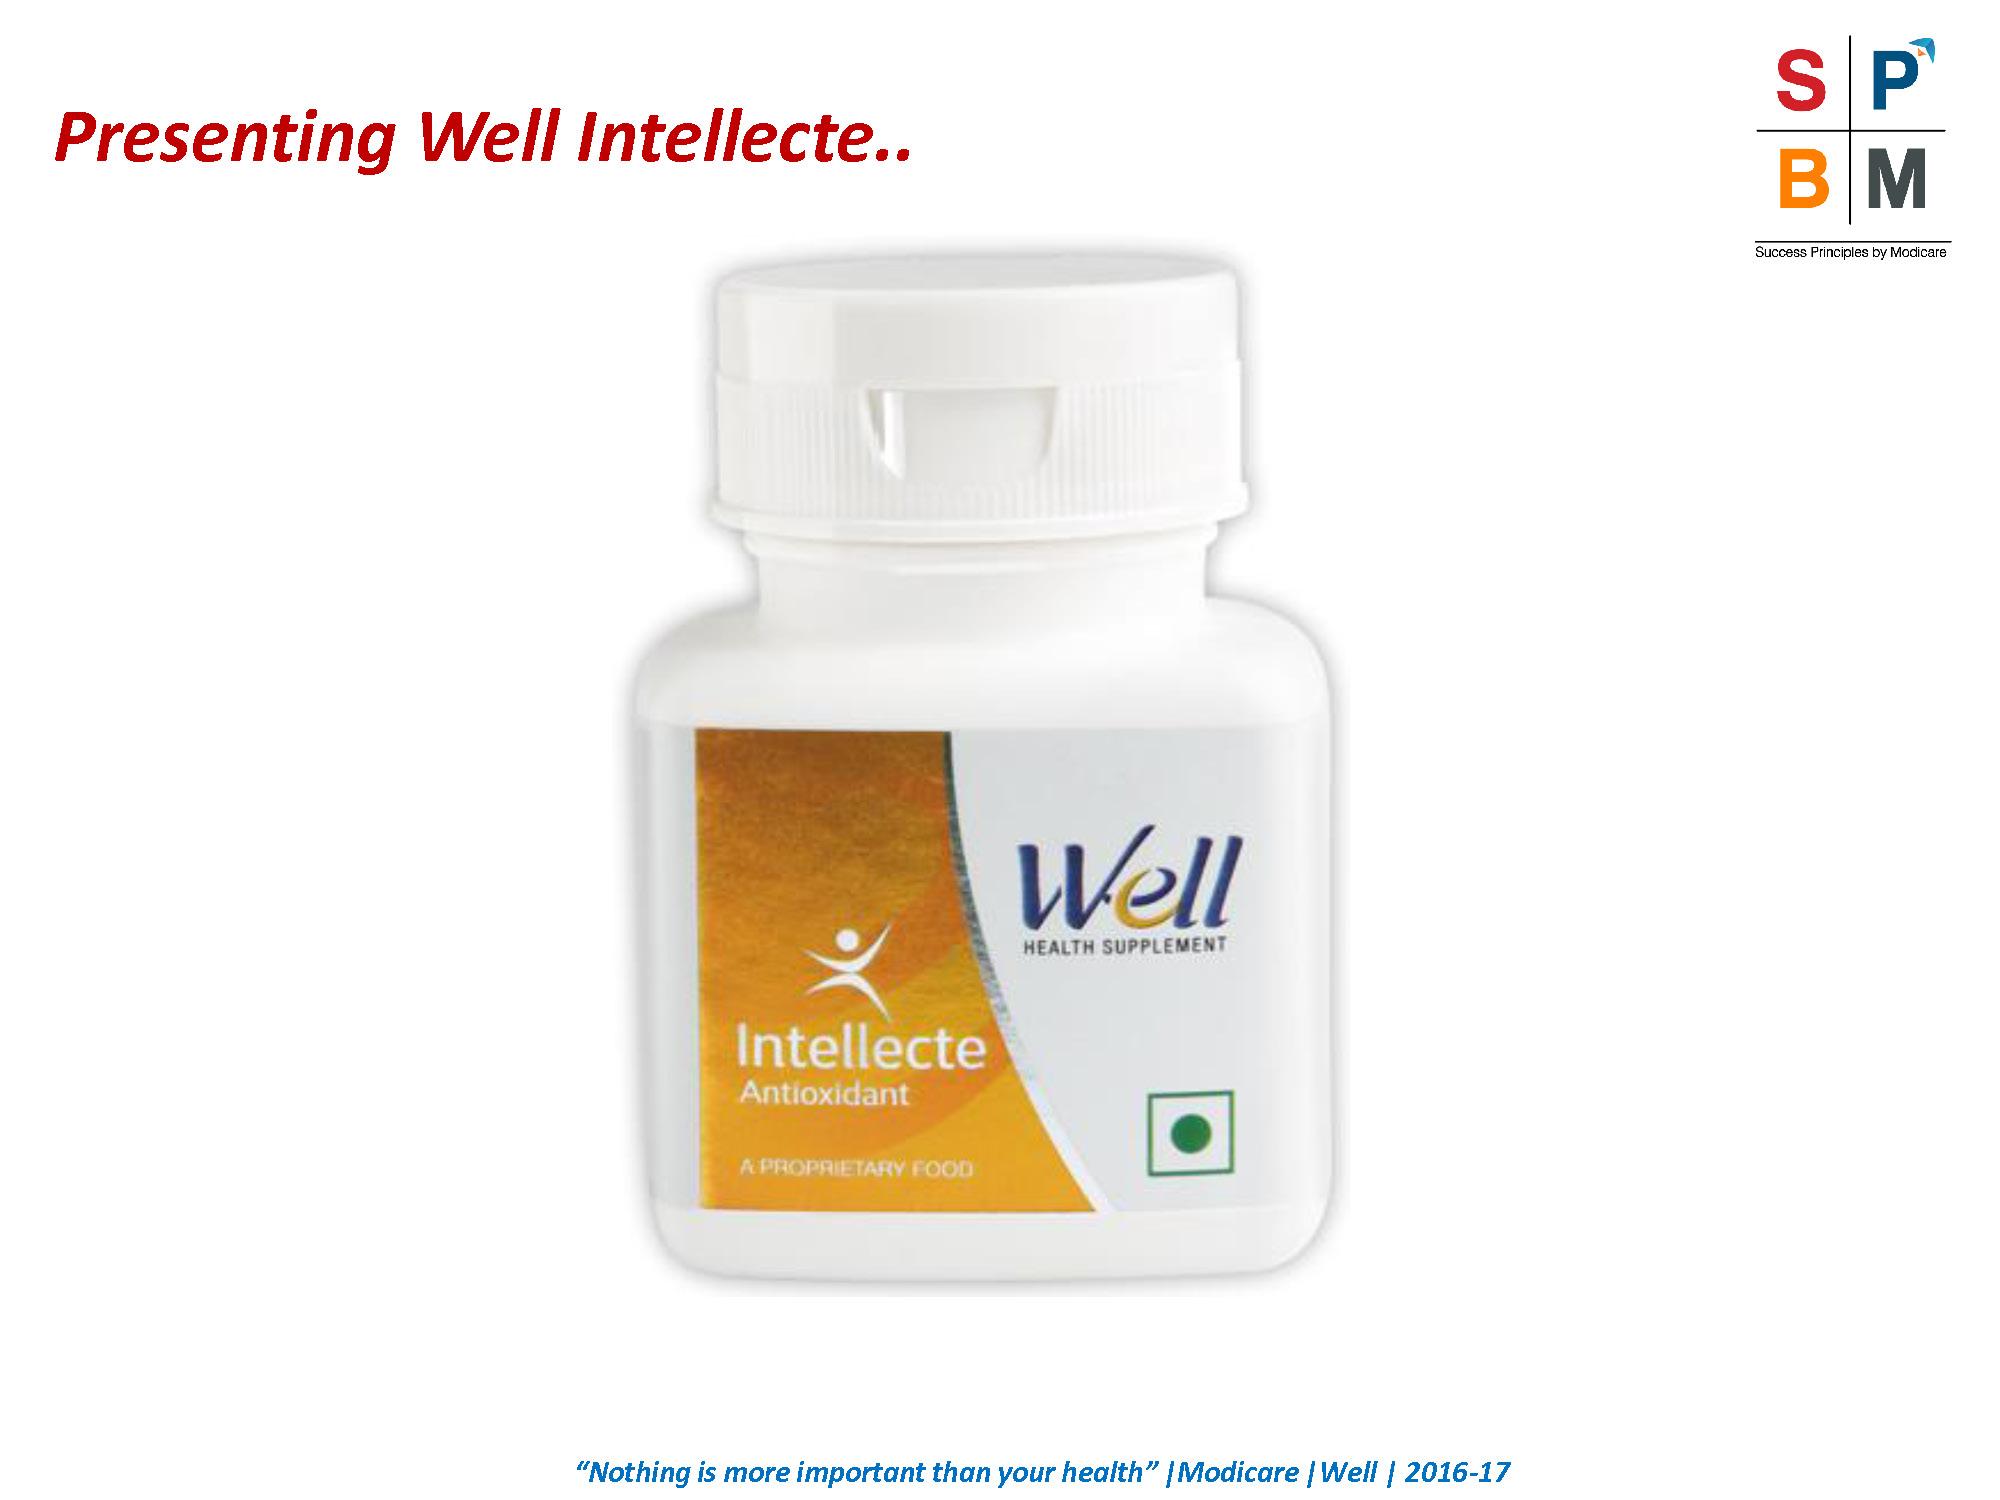 Presenting Well Intellecte..
S P
B M
Success Principles by Modicare
Well
HEALTH SUPPLEMENT
Intellecte
Antioxidant
A PROPRIETARY FOOD
“Nothing is more important than your health” |Modicare |Well | 2016-17